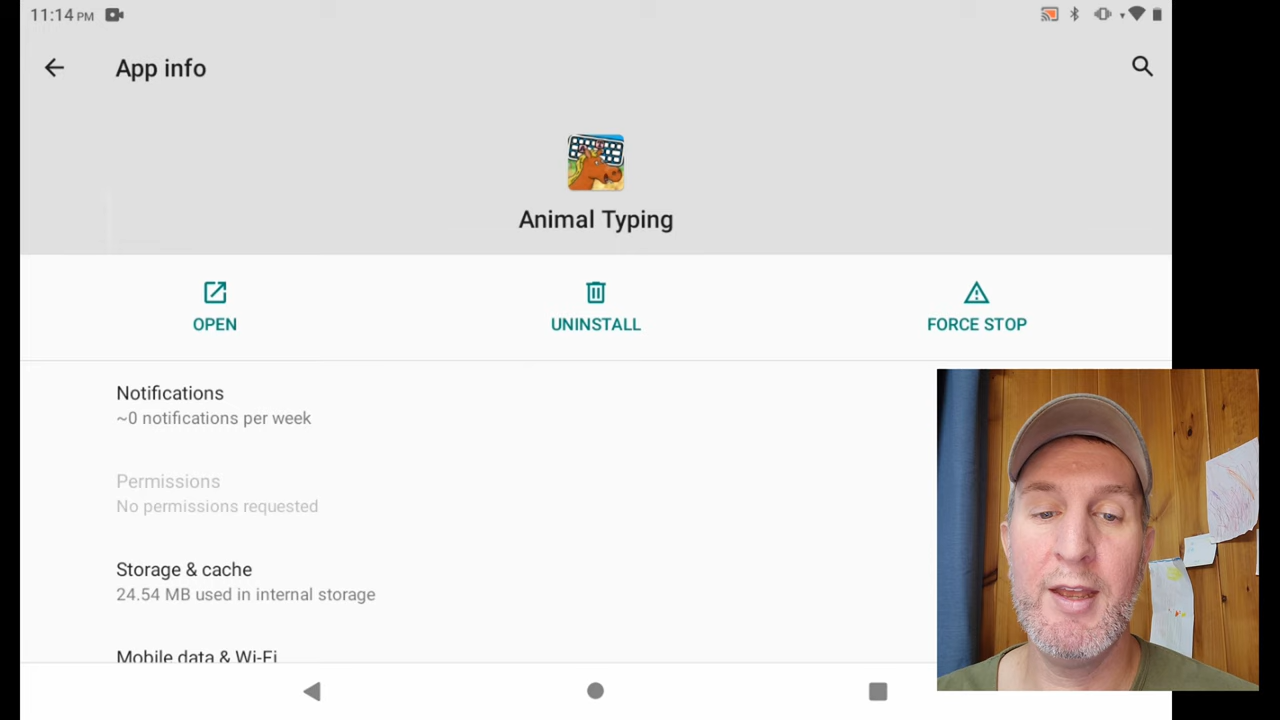 11:14 PM
App info
Animal Typing
OPEN
UNINSTALL
FORCE STOP
Notifications
~0 notifications per week
Permissions
No permissions requested
Storage & cache
24.54 MB used in internal storage
Mobile data & Wi-Fi